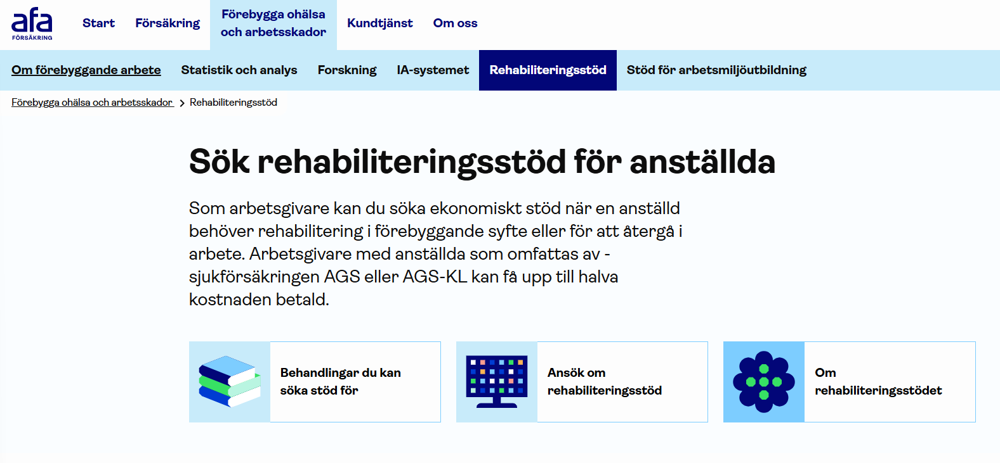 afa
FÖRSÄKRING
Start
Försäkring
Förebygga ohälsa
och arbetsskador
Kundtjänst
Om oss
Om förebyggande arbete
Statistik och analys
Forskning
IA-systemet
Rehabiliteringsstöd
Stöd för arbetsmiljöutbildning
Förebygga ohälsa och arbetsskador > Rehabiliteringsstöd
Sök rehabiliteringsstöd för anställda
Som arbetsgivare kan du söka ekonomiskt stöd när en anställd
behöver rehabilitering i förebyggande syfte eller för att återgå i
arbete. Arbetsgivare med anställda som omfattas av -
sjukförsäkringen AGS eller AGS-KL kan få upp till halva
kostnaden betald.
Behandlingar du kan
söka stöd för
Ansök om
rehabiliteringsstöd
Om
rehabiliteringsstödet